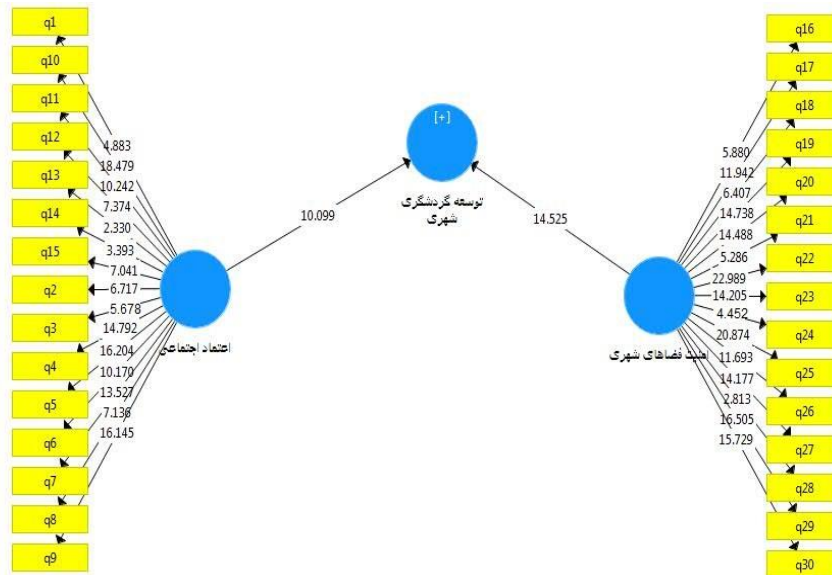 q1
q10
q11
q12
q13
q14
q15
q2
q3
q4
q5
q6
q7
q8
q9
4.883
18.479
10.242
7.374
2.330
3.393
7.041
6.717
5.678
14.792
16.204
10.170
13.527
7.136
16.145
اعتماد اجتماعی
10.099
[+]
توسعه گردشگری
شهری
14.525
امنیت فضاهای شهری
5.880
11.942
6.407
14.738
14.488
5.286
22.989
14.205
4.452
20.874
11.693
14.177
2.813
16.505
15.729
q16
q17
q18
q19
q20
q21
q22
q23
q24
q25
q26
q27
q28
q29
q30